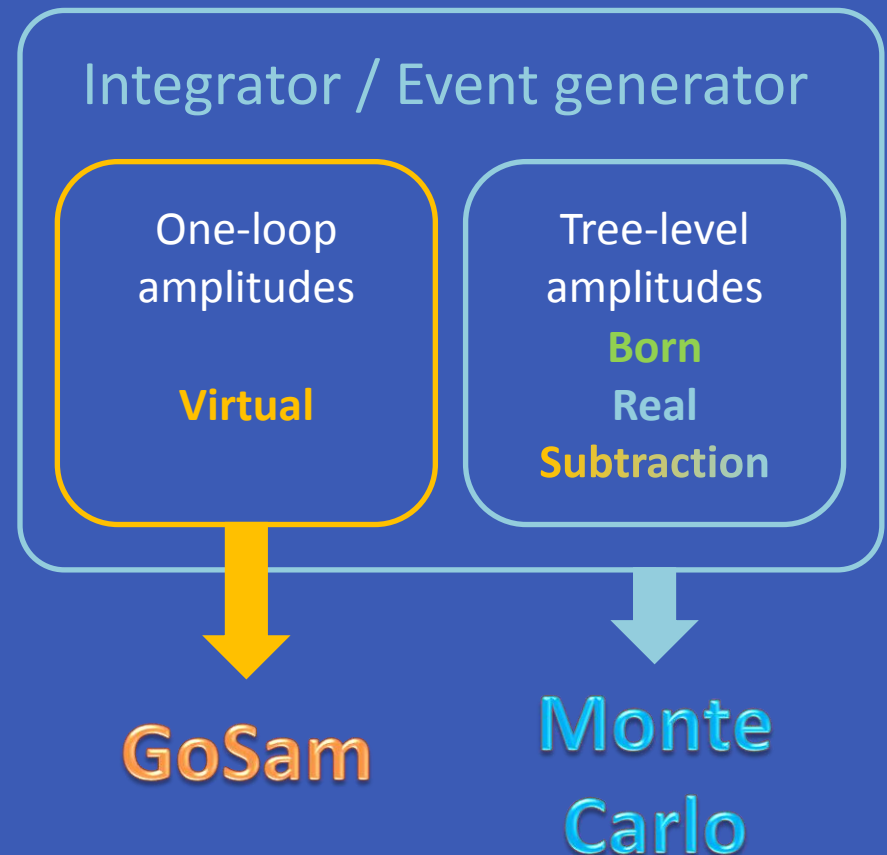 Integrator / Event generator
One-loop
amplitudes
Virtual
Tree-level
amplitudes
Born
Real
Subtraction
GoSam
Monte
Carlo